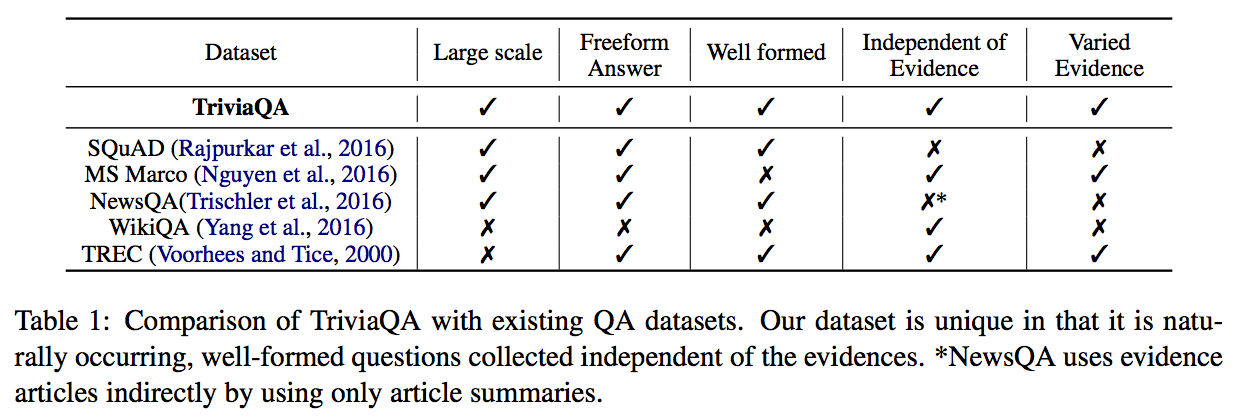 Dataset Large scale Freeform Answer Well formed Independent of Evidence Varied Evidence
TriviaQA ✓ ✓ ✓ ✓ ✓
SQuAD (Rajpurkar et al., 2016) ✓ ✓ ✓ ✗ ✗
MS Marco (Nguyen et al., 2016) ✓ ✓ ✗ ✓ ✓
NewsQA(Trischler et al., 2016) ✓ ✓ ✓ ✗* ✗
WikiQA (Yang et al., 2016) ✗ ✗ ✗ ✓ ✗
TREC (Voorhees and Tice, 2000) ✗ ✓ ✓ ✓ ✓
Table 1: Comparison of TriviaQA with existing QA datasets. Our dataset is unique in that it is natu-
rally occurring, well-formed questions collected independent of the evidences. *NewsQA uses evidence
articles indirectly by using only article summaries.